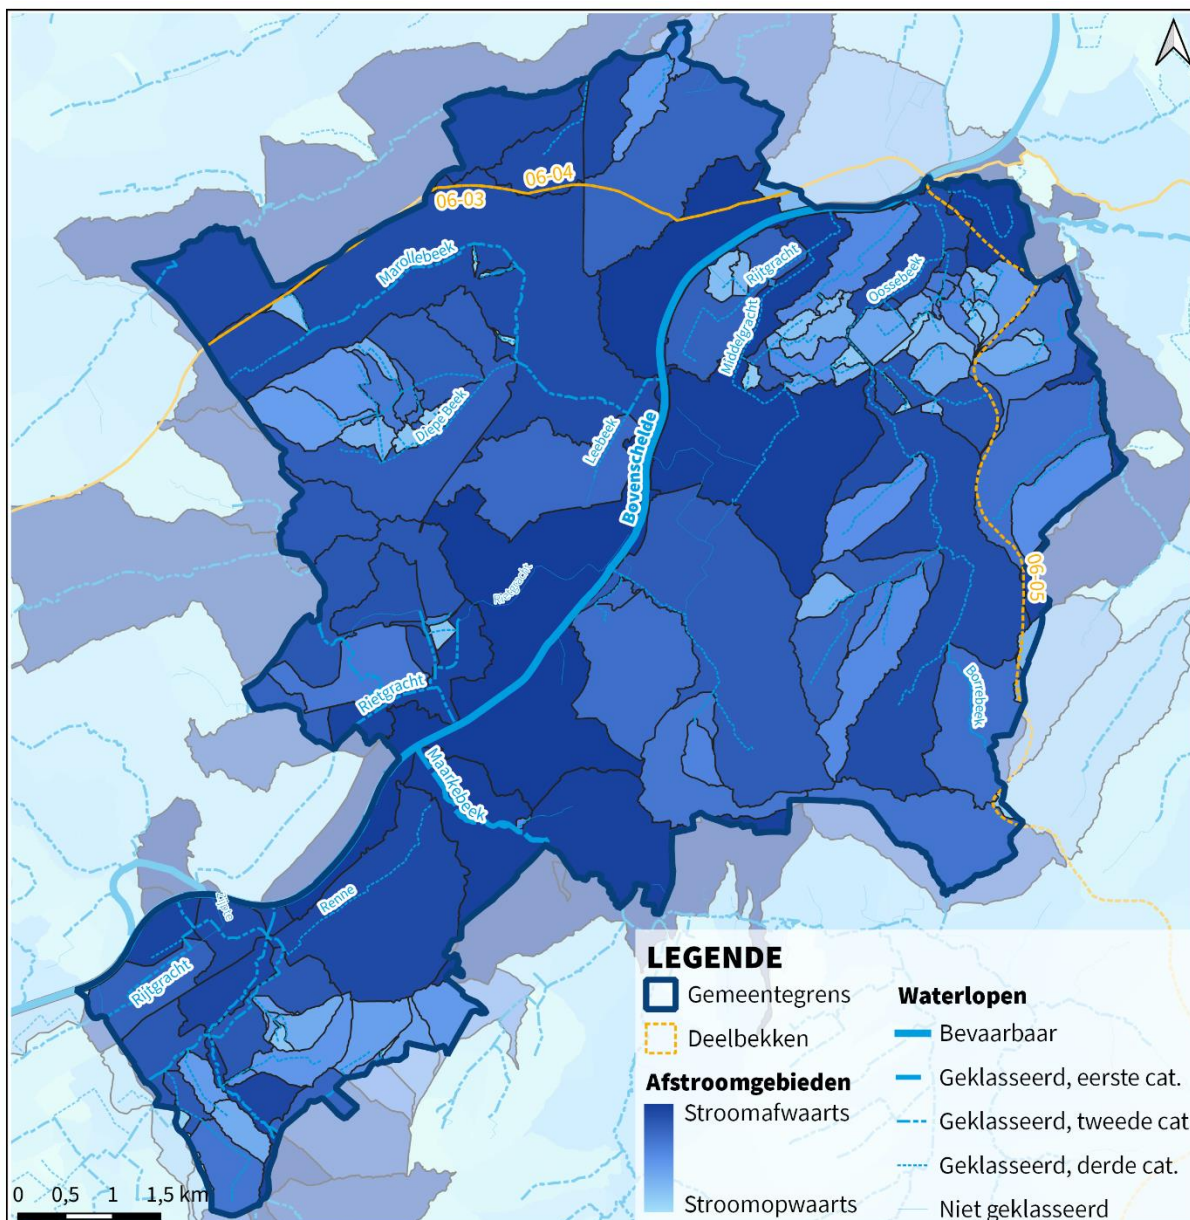 06-04
06-03
Marollebeek
Rijtgracht
Oossebeek
Middelgracht
Diepe Beek
Leebeek
Bovenschelde
06-05
Rietgracht
Borrebeek
Rietgracht
Maarkebeek
Renne
Zijpte
Rijtgracht
LEGENDE
Gemeentegrens
Deelbekken
Afstroomgebieden
Stroomafwaarts
Stroomopwaarts
Waterlopen
Bevaarbaar
Geklasseerd, eerste cat.
Geklasseerd, tweede cat
Geklasseerd, derde cat.
Niet geklasseerd
0 0,5 1 1,5 km